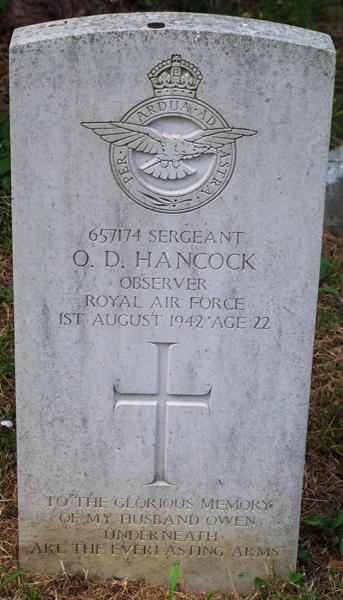 PER · ARDUA · AD ASTRA
657174 SERGEANT
O. D. HANCOCK
OBSERVER
ROYAL AIR FORCE
1ST AUGUST 1942 AGE 22
TO THE GLORIOUS MEMORY
OF MY HUSBAND OWEN
UNDERNEATH
ARE THE EVERLASTING ARMS